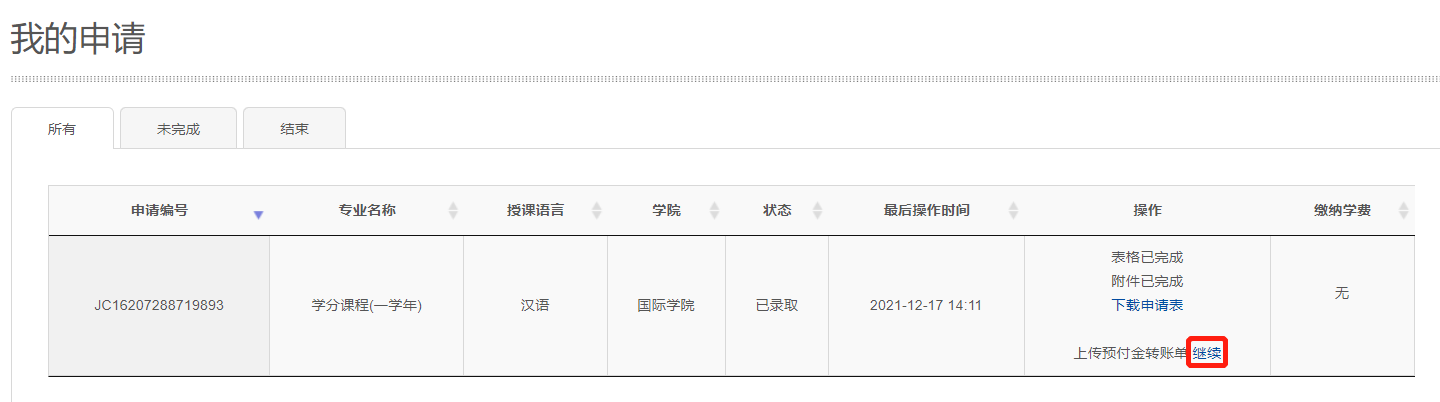 我的申请
所有 未完成 结束
申请编号 专业名称 授课语言 学院 状态 最后操作时间 操作 缴纳学费
JC16207288719893 学分课程(一学年) 汉语 国际学院 已录取 2021-12-17 14:11 表格已完成
附件已完成
下载申请表
上传预付金转账单 继续
无